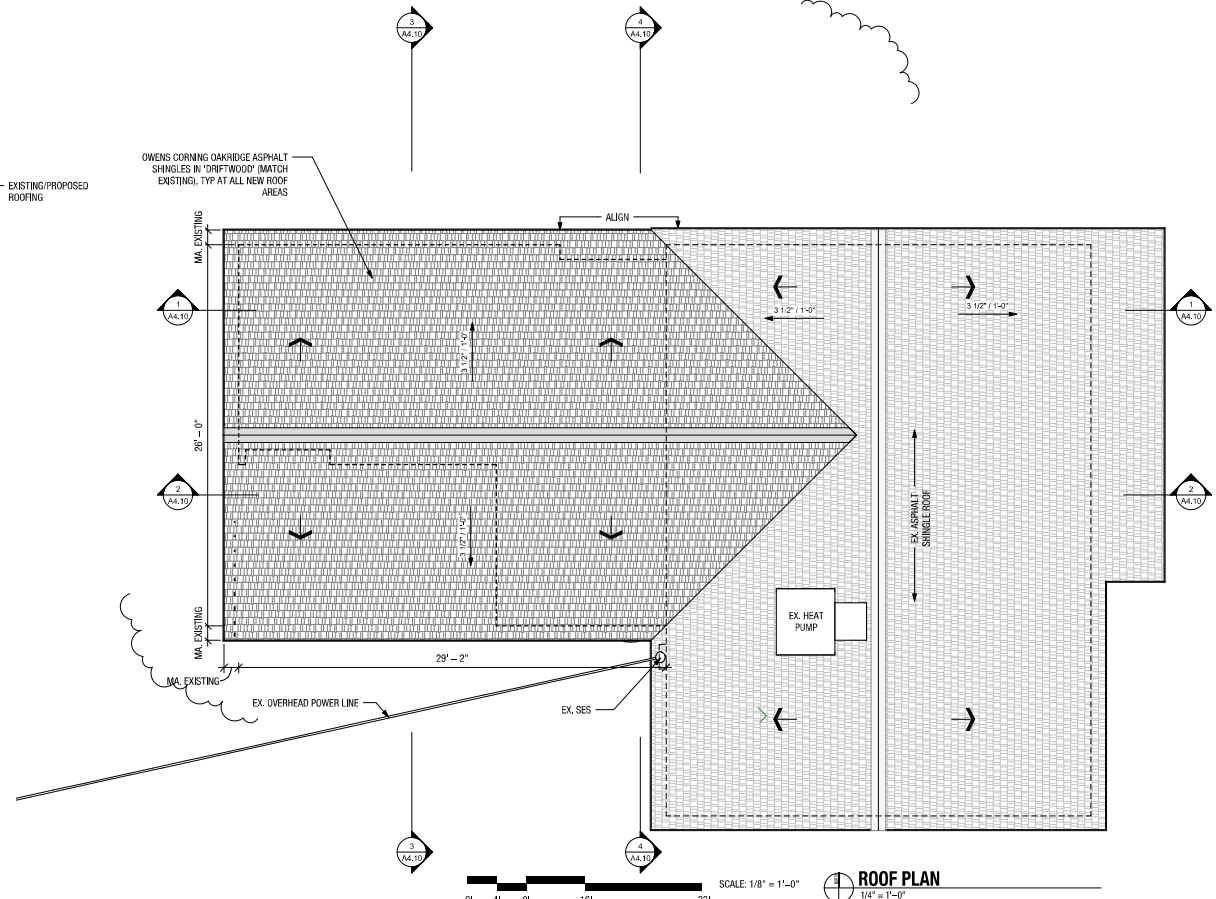 3
A4.10
4
A4.10
OWENS CORNING OAKRIDGE ASPHALT
SHINGLES IN 'DRIFTWOOD' (MATCH
EXISTING), TYP AT ALL NEW ROOF
AREAS
EXISTING/PROPOSED
ROOFING
MA. EXISTING
ALIGN
1
A4.10
3 1/2" / 1'-0"
3 1/2" / 1'-0"
1
A4.10
3 1/2" / 1'-0"
26' – 0"
2
A4.10
EX. ASPHALT
SHINGLE ROOF
2
A4.10
3 1/2" / 1'-0"
MA. EXISTING
EX. HEAT
PUMP
29' – 2"
MA. EXISTING
EX. OVERHEAD POWER LINE
EX. SES
3
A4.10
4
A4.10
SCALE: 1/8" = 1'–0"
ROOF PLAN
1/4" = 1'–0"